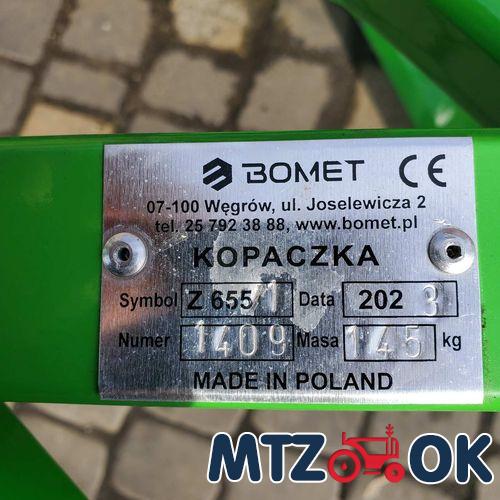 BOMET CE
07-100 Węgrów, ul. Joselewicza 2
tel. 25 792 38 88, www.bomet.pl
KOPACZKA
Symbol Z 655/1 Data 2023
Numer 1409 Masa 145 kg
MADE IN POLAND
MTZ OK